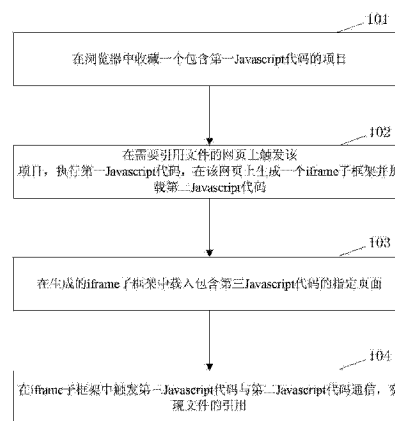 101
在浏览器中收藏一个包含第一Javascript代码的项目
102
在需要引用文件的网页上触发该
项目，执行第一Javascript代码，在该网页上生成一个iframe子框架并加
载第二Javascript代码
103
在生成的iframe子框架中载入包含第三Javascript代码的指定页面
104
在iframe子框架中触发第三Javascript代码与第二Javascript代码通信，实
现文件的引用